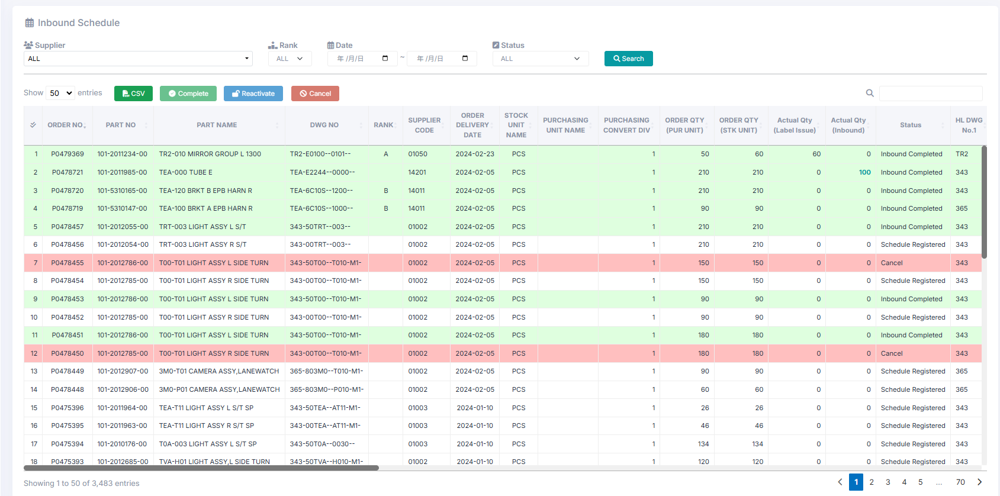 Inbound Schedule
Supplier Rank Date Status
ALL ALL 年 /月/日 ~ 年 /月/日 ALL Search
Show 50 entries CSV Complete Reactivate Cancel
ORDER NO PART NO PART NAME DWG NO RANK SUPPLIER CODE ORDER DELIVERY DATE STOCK UNIT NAME PURCHASING UNIT NAME PURCHASING CONVERT DIV ORDER QTY (PUR UNIT) ORDER QTY (STK UNIT) Actual Qty (Label Issue) Actual Qty (Inbound) Status HL DWG No.1
1 P0479369 101-2011234-00 TR2-010 MIRROR GROUP L 1300 TR2-E0100--0101-- A 01050 2024-02-23 PCS 1 50 60 60 0 Inbound Completed TR2
2 P0478721 101-2011985-00 TEA-000 TUBE E TEA-E2244--0000-- 14201 2024-02-05 PCS 1 210 210 0 100 Inbound Completed 343
3 P0478720 101-5310165-00 TEA-120 BRKT B EPB HARN R TEA-6C10S--1200-- B 14011 2024-02-05 PCS 1 210 210 0 0 Inbound Completed 343
4 P0478719 101-5310147-00 TEA-100 BRKT A EPB HARN R TEA-6C10S--1000-- B 14011 2024-02-05 PCS 1 90 90 0 0 Inbound Completed 365
5 P0478457 101-2012055-00 TRT-003 LIGHT ASSY L S/T 343-50TRT--003-- 01002 2024-02-05 PCS 1 210 210 0 0 Inbound Completed 343
6 P0478456 101-2012054-00 TRT-003 LIGHT ASSY R S/T 343-00TRT--003-- 01002 2024-02-05 PCS 1 210 210 0 0 Schedule Registered 343
7 P0478455 101-2012786-00 T00-T01 LIGHT ASSY L SIDE TURN 343-50T00--T010-M1- 01002 2024-02-05 PCS 1 150 150 0 0 Cancel 343
8 P0478454 101-2012785-00 T00-T01 LIGHT ASSY R SIDE TURN 343-00T00--T010-M1- 01002 2024-02-05 PCS 1 150 150 0 0 Schedule Registered 343
9 P0478453 101-2012786-00 T00-T01 LIGHT ASSY L SIDE TURN 343-50T00--T010-M1- 01002 2024-02-05 PCS 1 90 90 0 0 Inbound Completed 343
10 P0478452 101-2012785-00 T00-T01 LIGHT ASSY R SIDE TURN 343-00T00--T010-M1- 01002 2024-02-05 PCS 1 90 90 0 0 Schedule Registered 343
11 P0478451 101-2012786-00 T00-T01 LIGHT ASSY L SIDE TURN 343-50T00--T010-M1- 01002 2024-02-05 PCS 1 180 180 0 0 Inbound Completed 343
12 P0478450 101-2012785-00 T00-T01 LIGHT ASSY R SIDE TURN 343-00T00--T010-M1- 01002 2024-02-05 PCS 1 180 180 0 0 Cancel 343
13 P0478449 101-2012907-00 3M0-T01 CAMERA ASSY,LANEWATCH 365-803M0--T010-M1- 01002 2024-02-05 PCS 1 90 90 0 0 Schedule Registered 365
14 P0478448 101-2012906-00 3M0-P01 CAMERA ASSY,LANEWATCH 365-803M0--P010-M1- 01002 2024-02-05 PCS 1 60 60 0 0 Schedule Registered 365
15 P0475396 101-2011964-00 TEA-T11 LIGHT ASSY L S/T SP 343-50TEA--AT11-M1- 01003 2024-01-10 PCS 1 26 26 0 0 Schedule Registered 343
16 P0475395 101-2011963-00 TEA-T11 LIGHT ASSY R S/T SP 343-00TEA--AT11-M1- 01003 2024-01-10 PCS 1 46 46 0 0 Schedule Registered 343
17 P0475394 101-2010176-00 T0A-003 LIGHT ASSY L S/T SP 343-50T0A--0030-- 01003 2024-01-10 PCS 1 134 134 0 0 Schedule Registered 343
18 P0475393 101-2012685-00 TVA-H01 LIGHT ASSY,L SIDE TURN 343-50TVA--H010-M1- 01002 2024-01-10 PCS 1 120 120 0 0 Schedule Registered 343
Showing 1 to 50 of 3,483 entries 1 2 3 4 5 ... 70